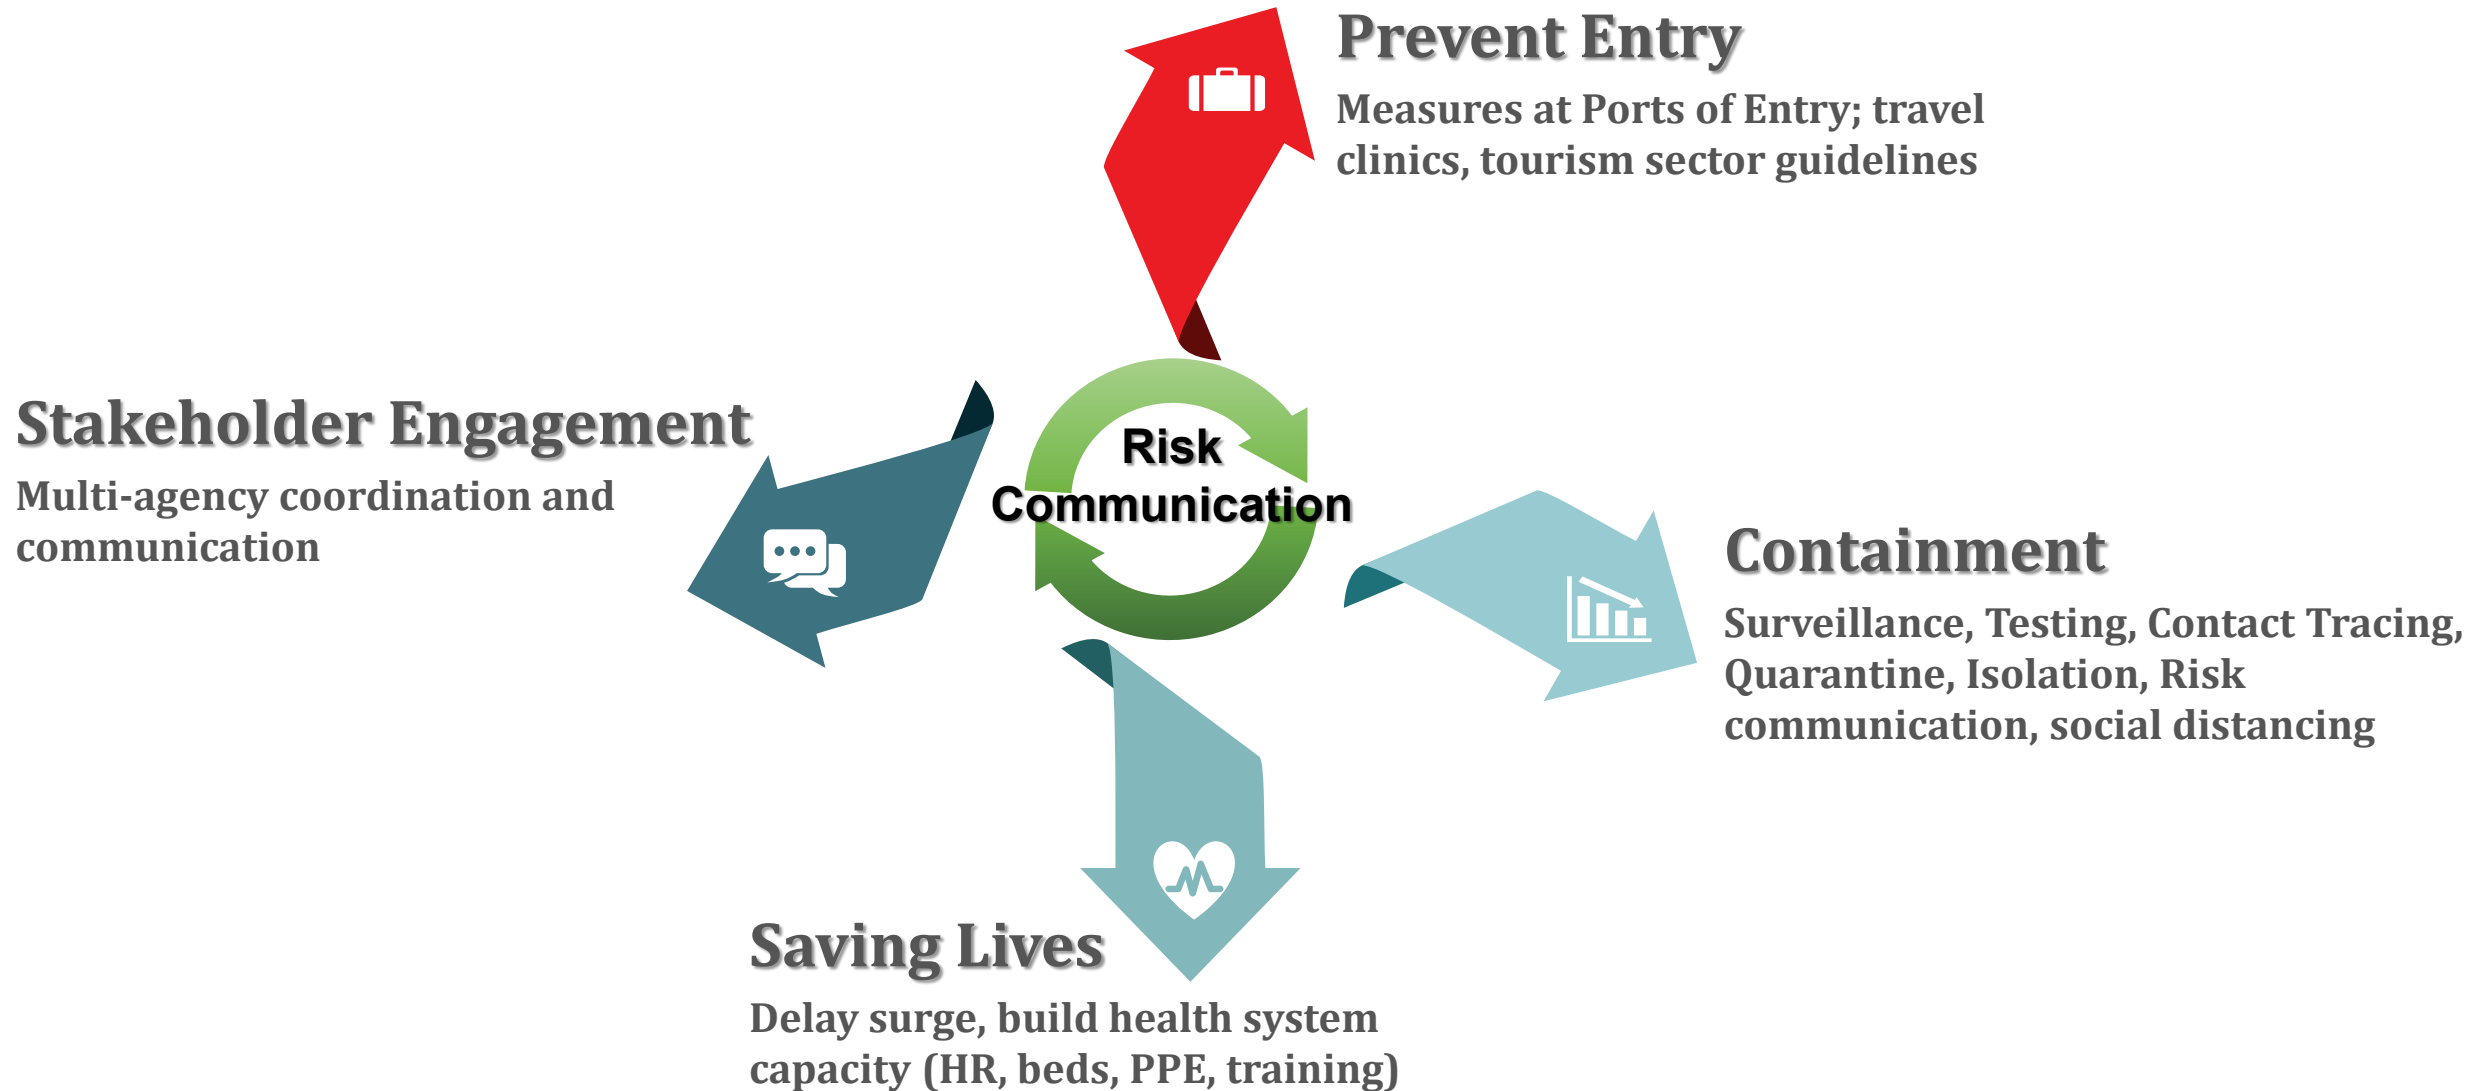 Prevent Entry
Measures at Ports of Entry; travel
clinics, tourism sector guidelines
Stakeholder Engagement
Multi-agency coordination and
communication
Risk
Communication
Containment
Surveillance, Testing, Contact Tracing,
Quarantine, Isolation, Risk
communication, social distancing
Saving Lives
Delay surge, build health system
capacity (HR, beds, PPE, training)